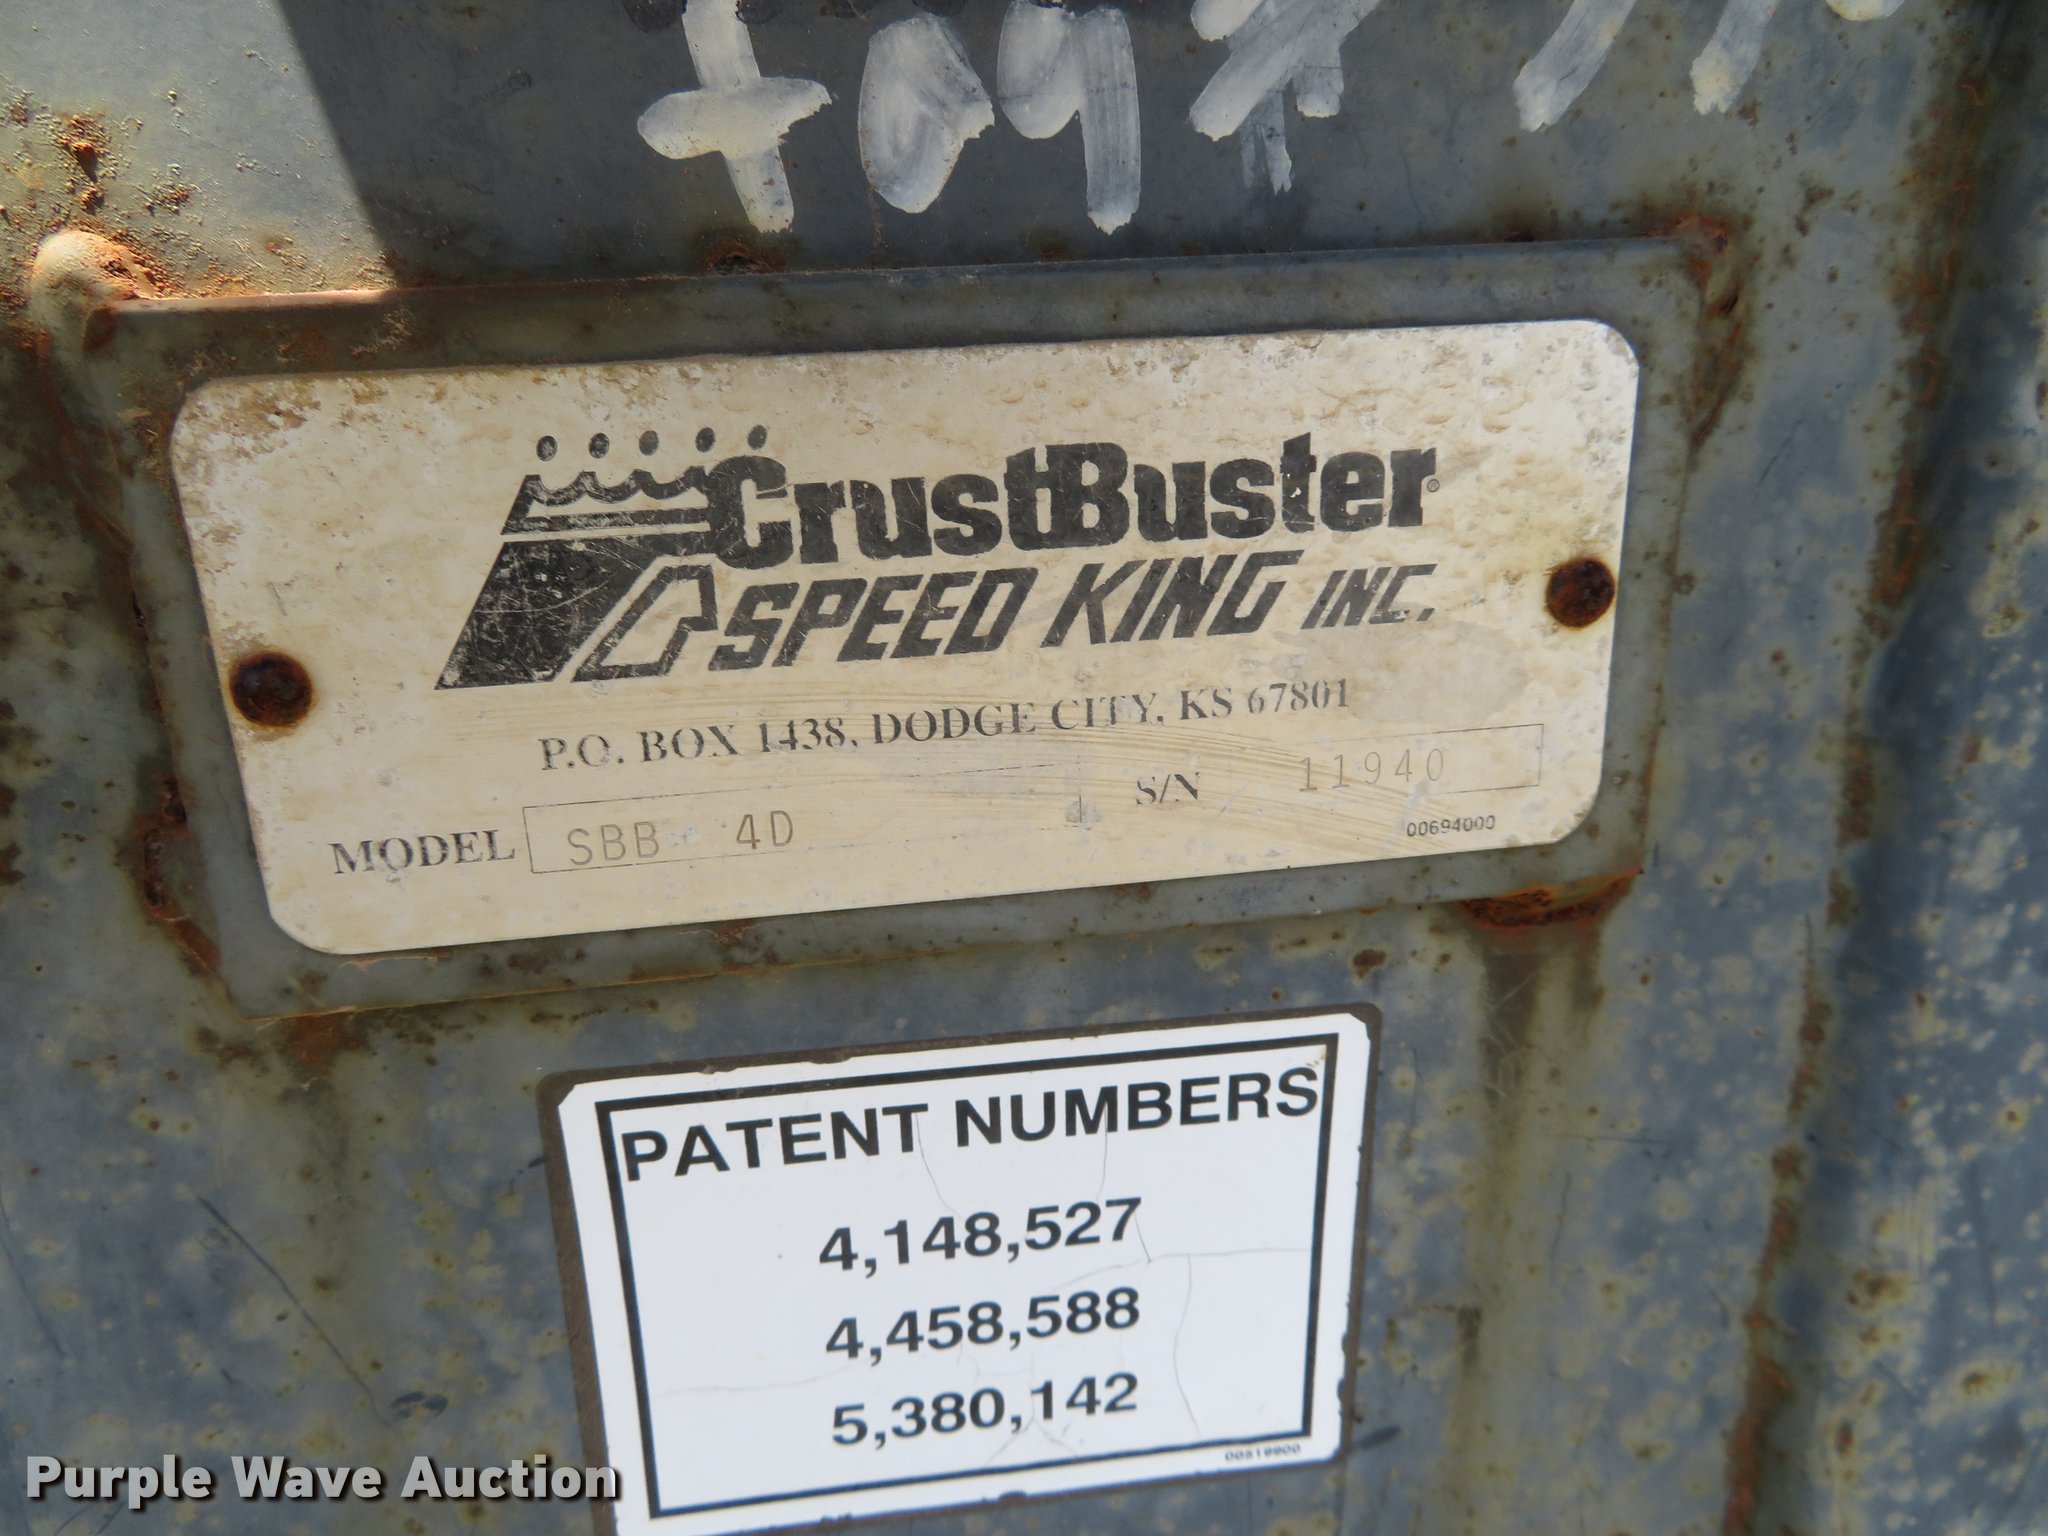 CrustBuster®
SPEED KING INC.
P.O. BOX 1438, DODGE CITY, KS 67801
MODEL SBB 4D S/N 11940
00694000
PATENT NUMBERS
4,148,527
4,458,588
5,380,142
Purple Wave Auction